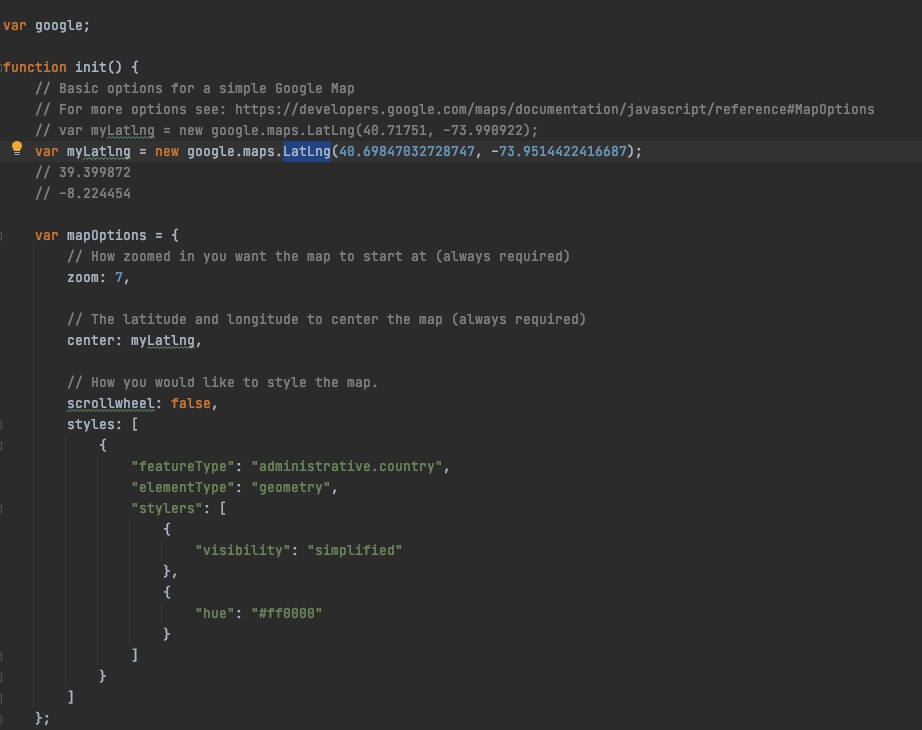 var google;
function init() {
// Basic options for a simple Google Map
// For more options see: https://developers.google.com/maps/documentation/javascript/reference#MapOptions
// var myLatlng = new google.maps.LatLng(40.71751, -73.990922);
var myLatlng = new google.maps.LatLng(40.69847032728747, -73.9514422416687);
// 39.399872
// -8.224454
var mapOptions = {
// How zoomed in you want the map to start at (always required)
zoom: 7,
// The latitude and longitude to center the map (always required)
center: myLatlng,
// How you would like to style the map.
scrollwheel: false,
styles: [
{
"featureType": "administrative.country",
"elementType": "geometry",
"stylers": [
{
"visibility": "simplified"
},
{
"hue": "#ff0000"
}
]
}
]
};